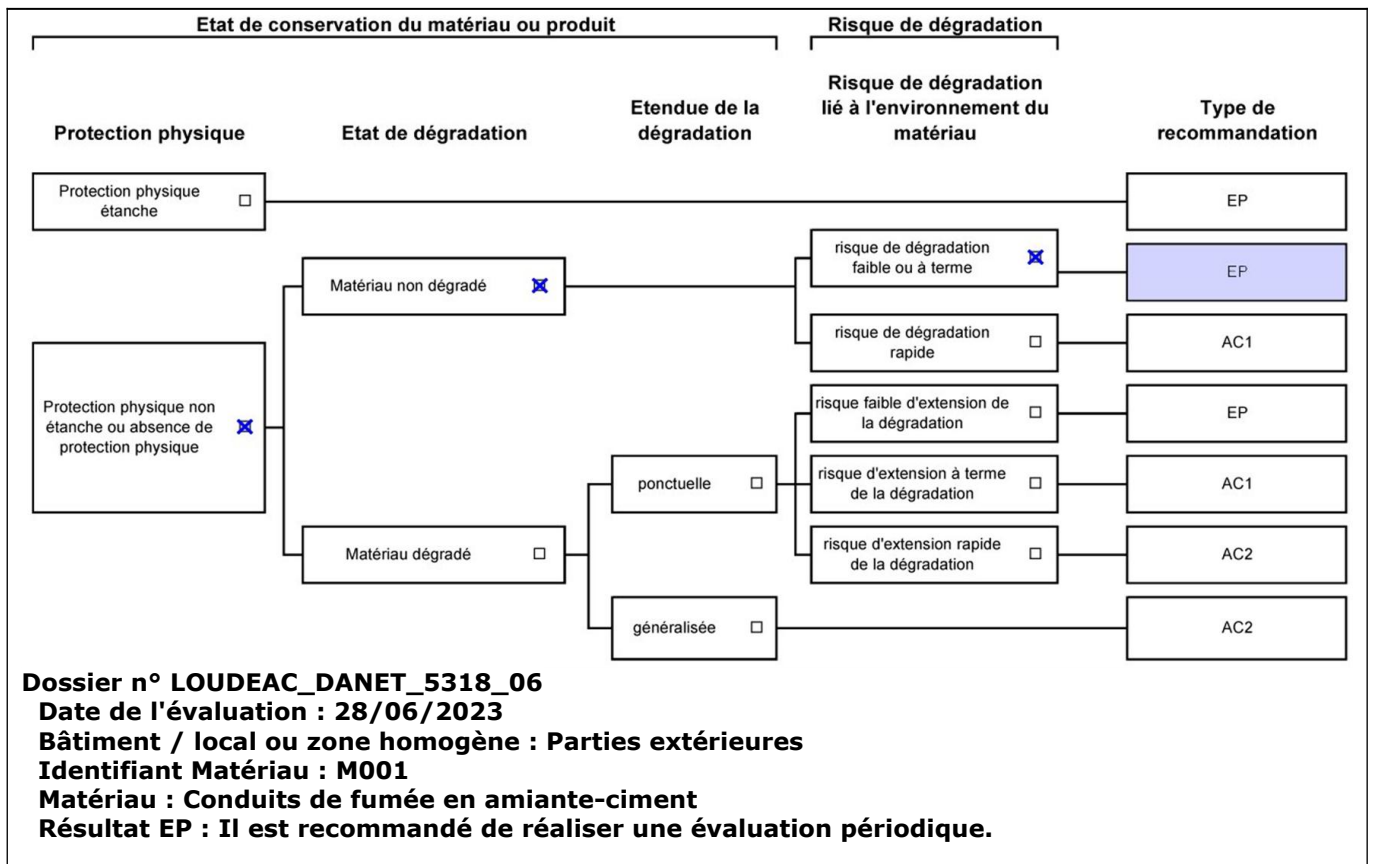 Etat de conservation du matériau ou produit
Risque de dégradation
Protection physique
Etat de dégradation
Etendue de la
dégradation
Risque de dégradation
lié à l'environnement du
matériau
Type de
recommandation
Protection physique
étanche
EP
risque de dégradation
faible ou à terme
EP
Matériau non dégradé
risque de dégradation
rapide
AC1
Protection physique non
étanche ou absence de
protection physique
risque faible d'extension de
la dégradation
EP
ponctuelle
risque d'extension à terme
de la dégradation
AC1
Matériau dégradé
risque d'extension rapide
de la dégradation
AC2
généralisée
AC2
Dossier n° LOUDEAC_DANET_5318_06
Date de l'évaluation : 28/06/2023
Bâtiment / local ou zone homogène : Parties extérieures
Identifiant Matériau : M001
Matériau : Conduits de fumée en amiante-ciment
Résultat EP : Il est recommandé de réaliser une évaluation périodique.